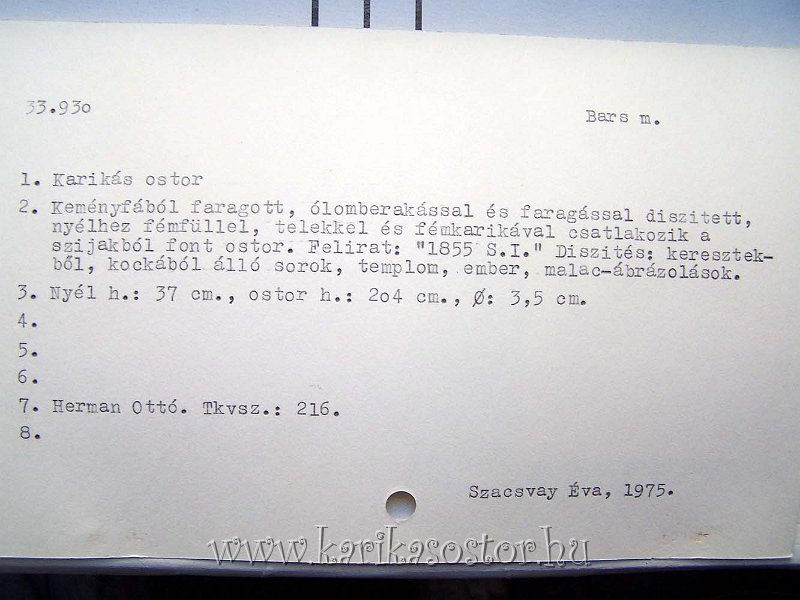 33.93o
Bars m.
1. Karikás ostor
2. Keményfából faragott, ólomberakással és faragással diszitett,
nyélhez fémfüllel, telekkel és fémkarikával csatlakozik a
szijakból font ostor. Felirat: "1855 S.I." Diszités: keresztek-
ből, kockából álló sorok, templom, ember, malac-ábrázolások.
3. Nyél h.: 37 cm., ostor h.: 2o4 cm., Ø: 3,5 cm.
4.
5.
6.
7. Herman Ottó. Tkvsz.: 216.
8.
Szacsvay Éva, 1975.
www.karikasostor.hu